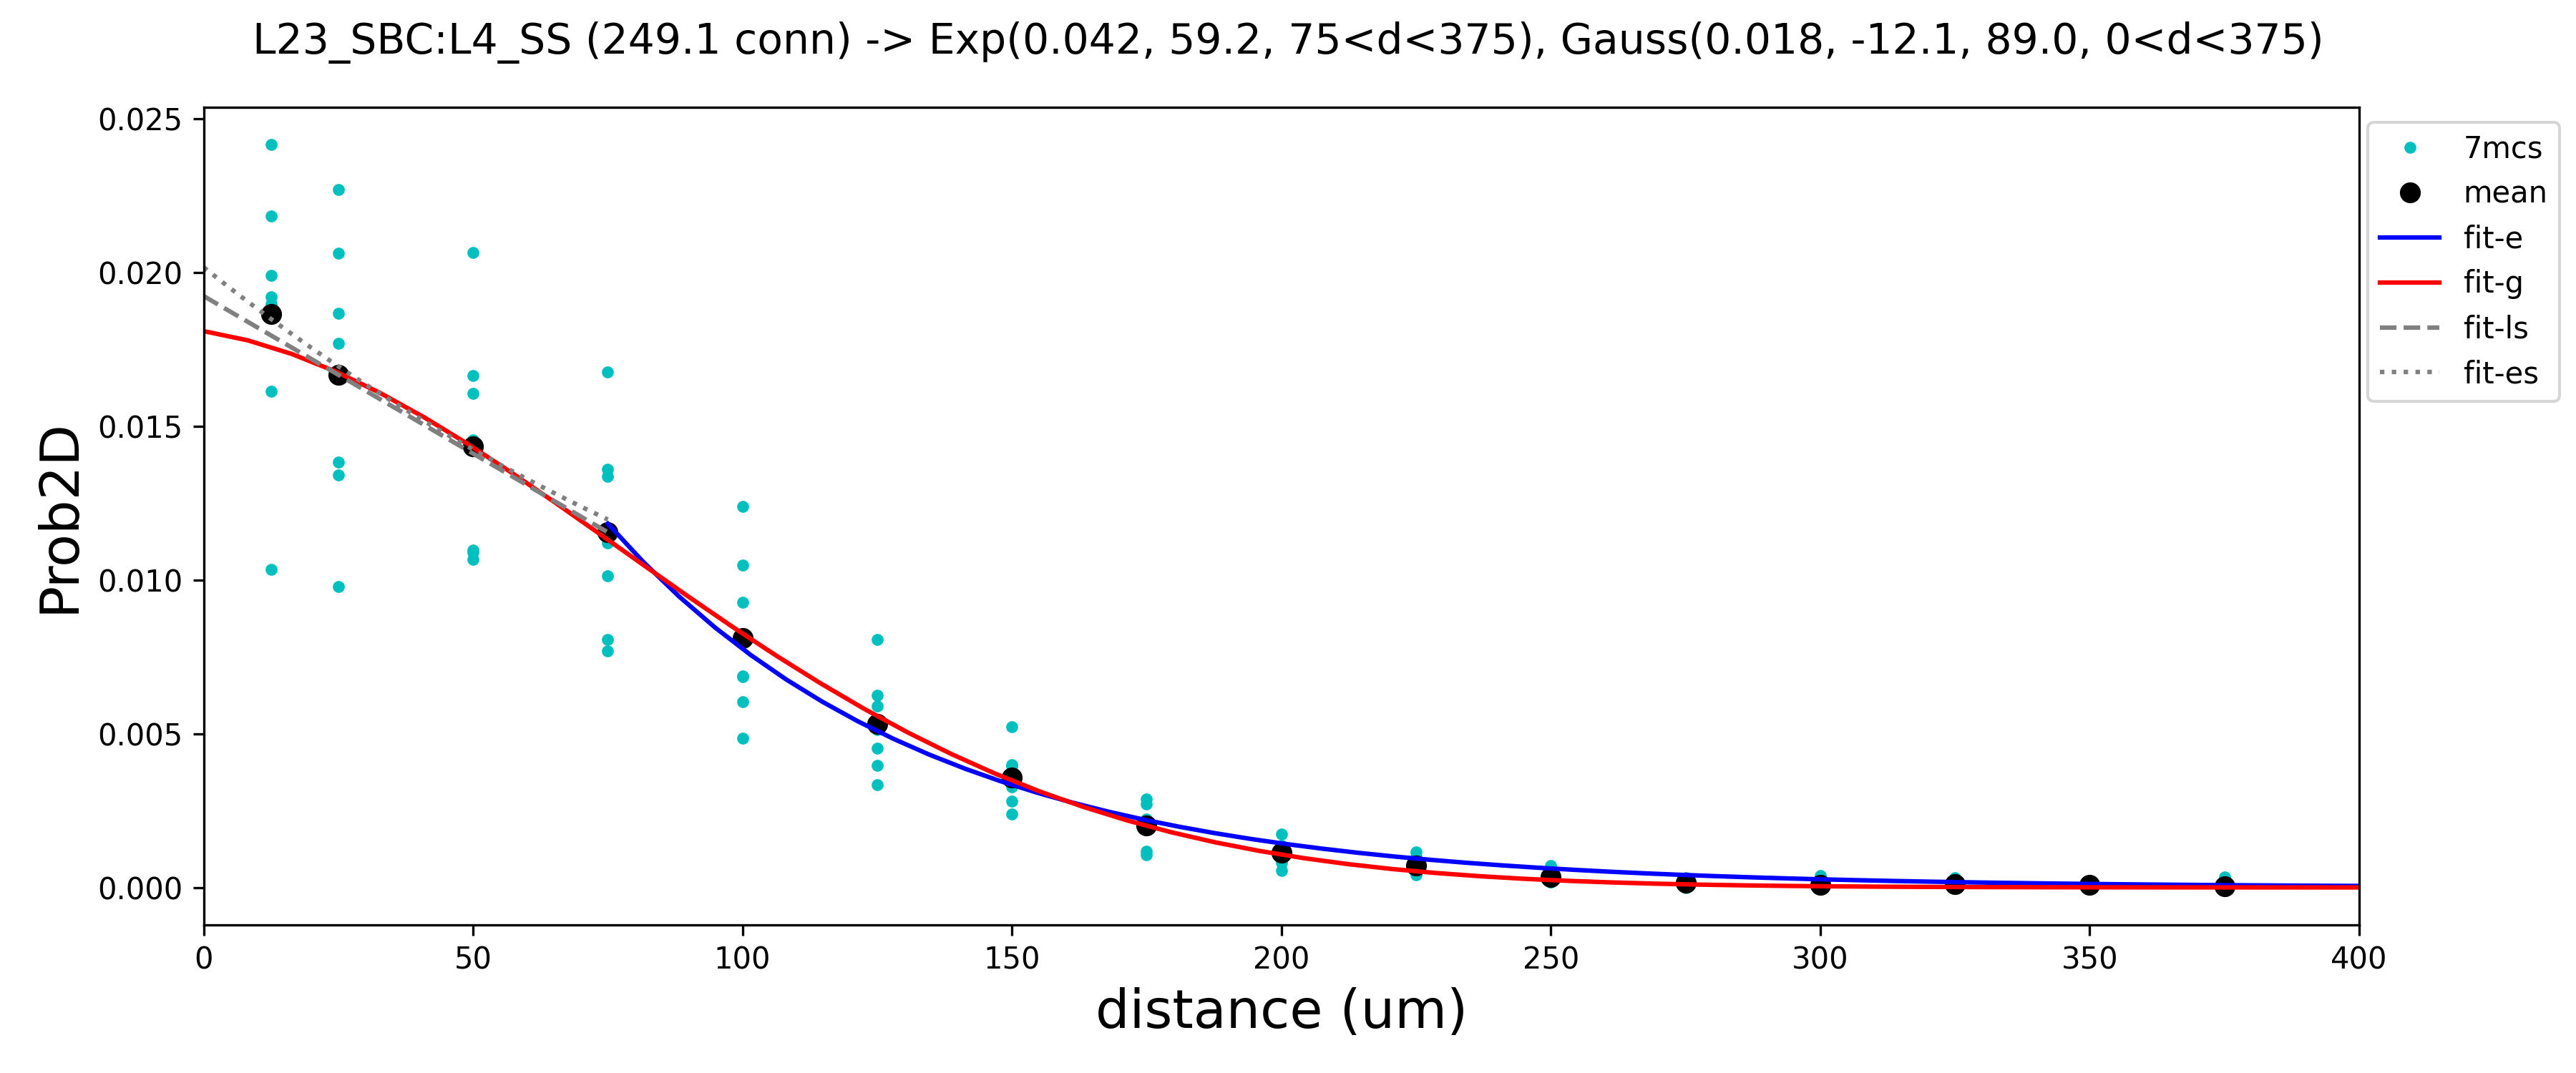 L23_SBC:L4_SS (249.1 conn) -> Exp(0.042, 59.2, 75<d<375), Gauss(0.018, -12.1, 89.0, 0<d<375)
0.025
0.020
0.015
0.010
0.005
0.000
Prob2D
0 50 100 150 200 250 300 350 400
distance (um)
7mcs
mean
fit-e
fit-g
fit-ls
fit-es